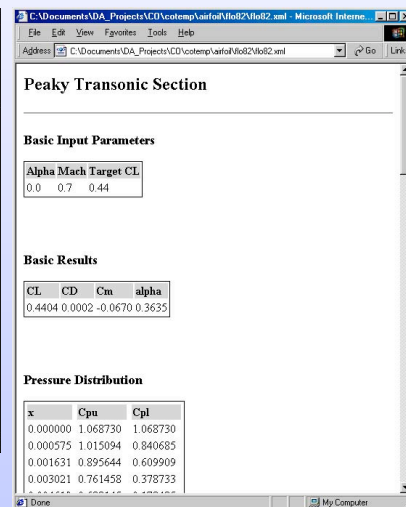 C:\Documents\DA_Projects\CO\cotemp\airfoil\flo82\flo82.xml - Microsoft Interne...
File Edit View Favorites Tools Help
Address C:\Documents\DA_Projects\CO\cotemp\airfoil\flo82\flo82.xml Go Link
Peaky Transonic Section
Basic Input Parameters
Alpha Mach Target CL
0.0 0.7 0.44
Basic Results
CL CD Cm alpha
0.4404 0.0002 -0.0670 0.3635
Pressure Distribution
x Cpu Cpl
0.000000 1.068730 1.068730
0.000575 1.015094 0.840685
0.001631 0.895644 0.609909
0.003021 0.761458 0.378733
Done My Computer